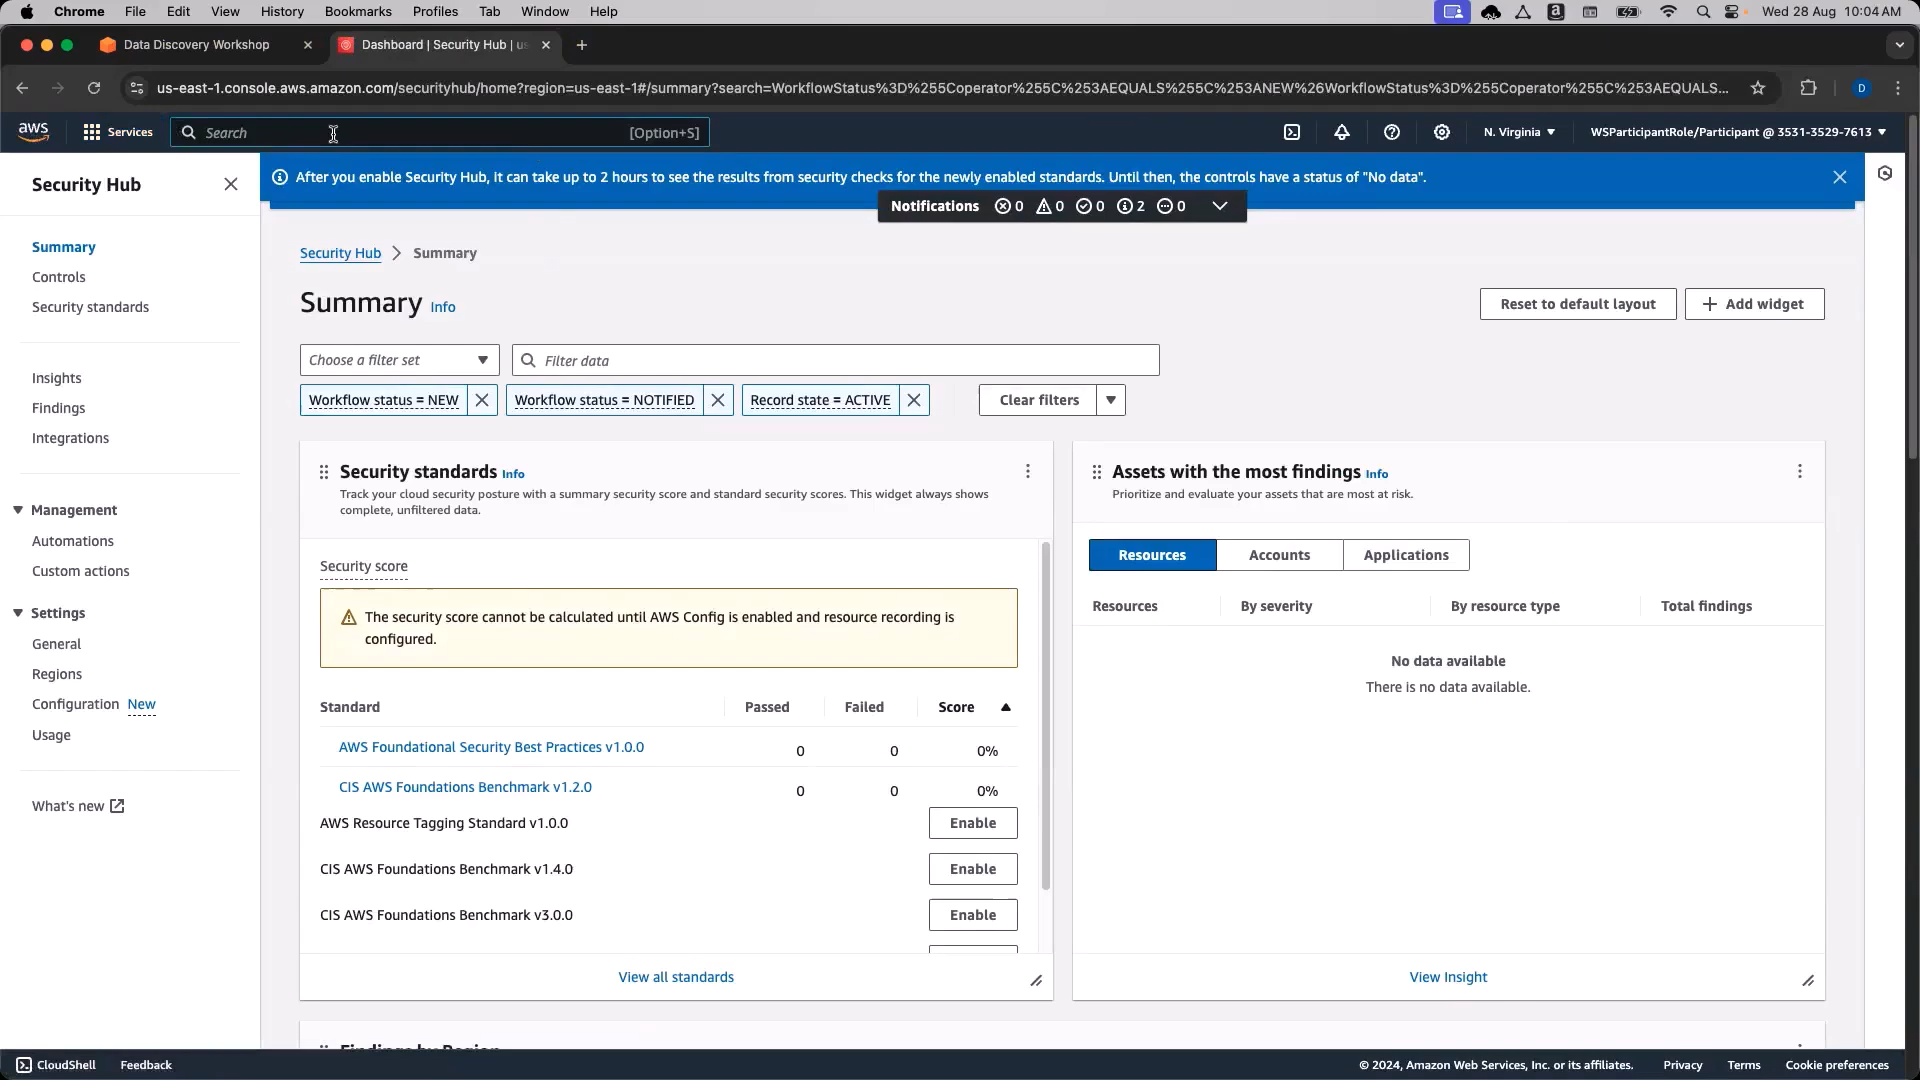 Chrome File Edit View History Bookmarks Profiles Tab Window Help
Wed 28 Aug 10:04 AM
Data Discovery Workshop
Dashboard | Security Hub | us
us-east-1.console.aws.amazon.com/securityhub/home?region=us-east-1#/summary?search=WorkflowStatus%3D%255Coperator%255C%253AEQUALS%255C%253ANEW%26WorkflowStatus%3D%255Coperator%255C%253AEQUALS...
D
aws
Services
Search
[Option+S]
N. Virginia
WSParticipantRole/Participant @ 3531-3529-7613
Security Hub
After you enable Security Hub, it can take up to 2 hours to see the results from security checks for the newly enabled standards. Until then, the controls have a status of "No data".
Notifications 0 0 0 2 0
Summary
Controls
Security standards
Insights
Findings
Integrations
Management
Automations
Custom actions
Settings
General
Regions
Configuration New
Usage
What's new
Security Hub > Summary
Summary Info
Reset to default layout
Add widget
Choose a filter set
Filter data
Workflow status = NEW
Workflow status = NOTIFIED
Record state = ACTIVE
Clear filters
Security standards Info
Track your cloud security posture with a summary security score and standard security scores. This widget always shows
complete, unfiltered data.
Security score
The security score cannot be calculated until AWS Config is enabled and resource recording is
configured.
Standard Passed Failed Score
AWS Foundational Security Best Practices v1.0.0 0 0 0%
CIS AWS Foundations Benchmark v1.2.0 0 0 0%
AWS Resource Tagging Standard v1.0.0 Enable
CIS AWS Foundations Benchmark v1.4.0 Enable
CIS AWS Foundations Benchmark v3.0.0 Enable
View all standards
Assets with the most findings Info
Prioritize and evaluate your assets that are most at risk.
Resources Accounts Applications
Resources By severity By resource type Total findings
No data available
There is no data available.
View Insight
Findings by Region
CloudShell Feedback
© 2024, Amazon Web Services, Inc. or its affiliates. Privacy Terms Cookie preferences